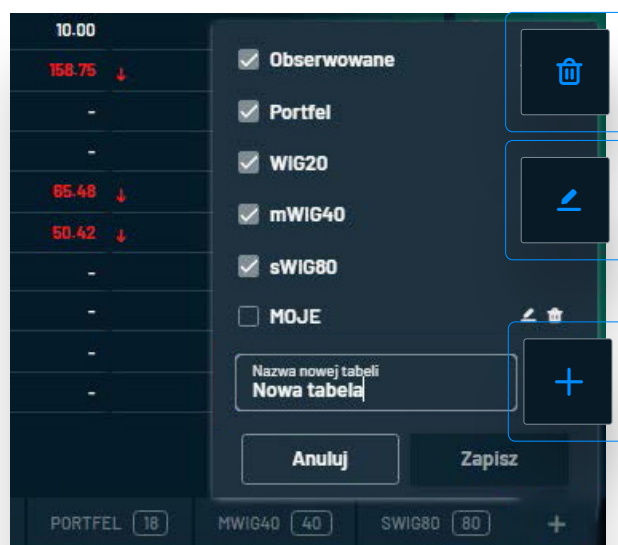 10.00
158.75
-
-
65.48
50.42
-
-
-
-
Obserwowane
Portfel
WIG20
mWIG40
sWIG80
MOJE
Nazwa nowej tabeli
Nowa tabela
Anuluj Zapisz
PORTFEL 18 MWIG40 40 SWIG80 80 +